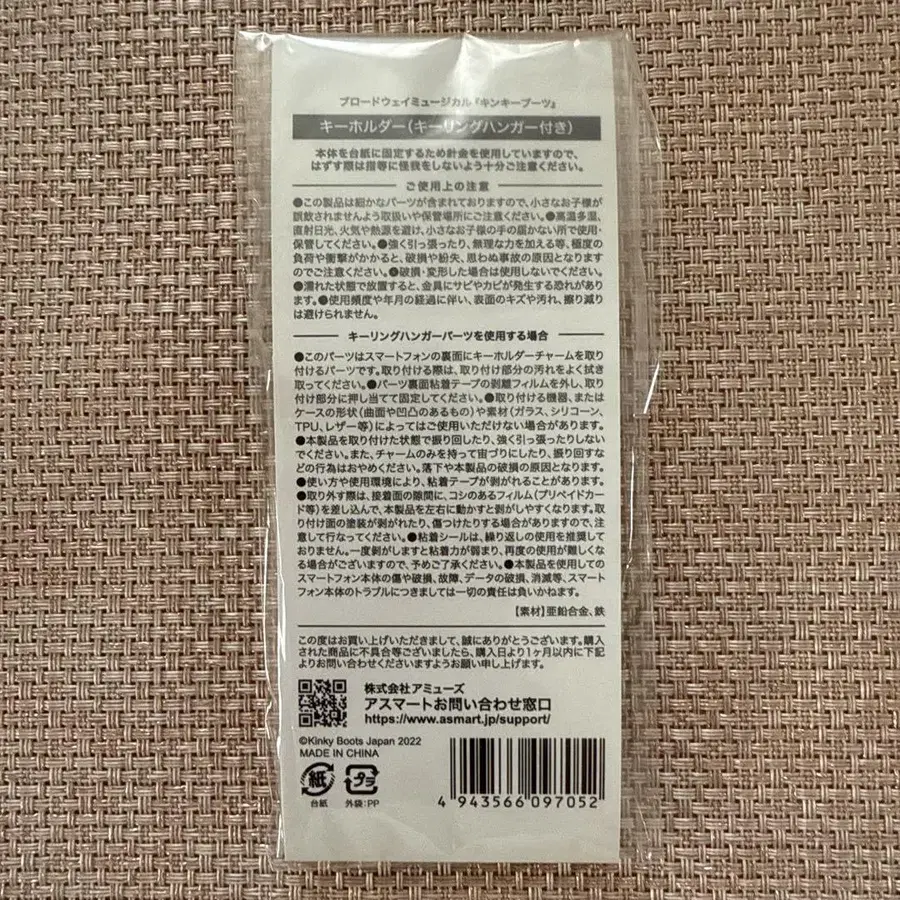 ブロードウェイミュージカル『キンキーブーツ』
キーホルダー(キーリングハンガー付き)
本体を台紙に固定するため針金を使用していますので、
はずす際は指等に怪我をしないよう十分ご注意ください。
ご使用上の注意
●この製品は細かなパーツが含まれておりますので、小さなお子様が
誤飲されませんよう取扱いや保管場所にご注意ください。●高温多湿、
直射日光、火気や熱源を避け、小さなお子様の手の届かない所で使用・
保管してください。●強く引っ張ったり、無理な力を加える等、極度の
負荷や衝撃がかかると、破損や紛失、思わぬ事故の原因となります
のでご注意ください。●破損・変形した場合は使用しないでください。
●濡れた状態で放置すると、金具にサビやカビが発生する恐れがありま
す。●使用頻度や年月の経過に伴い、表面のキズや汚れ、擦り減り
は避けられません。
キーリングハンガーパーツを使用する場合
●このパーツはスマートフォンの裏面にキーホルダーチャームを取り
付けるパーツです。取り付ける際は、取り付け部分の汚れをよく拭き
取ってください。●パーツ裏面粘着テープの剥離フィルムを外し、取り
付け部分に押し当てて固定してください。●取り付ける機器、または
ケースの形状(曲面や凹凸のあるもの)や素材(ガラス、シリコーン、
TPU、レザー等)によってはご使用いただけない場合があります。
●本製品を取り付けた状態で振り回したり、強く引っ張ったりしない
でください。また、チャームのみを持って宙づりにしたり、振り回すな
どの行為はおやめください。落下や本製品の破損の原因となります。
●使い方や使用環境により、粘着テープが剥がれることがあります。
●取り外す際は、接着面の隙間に、コシのあるフィルム(プリペイドカー
ド等)を差し込んで、本製品を左右に動かすと剥がしやすくなります。取
り付け面の塗装が剥がれたり、傷つけたりする場合がありますので、注
意して行なってください。●粘着シールは、繰り返しの使用を推奨して
おりません。一度剥がしますと粘着力が弱まり、再度の使用が難しくな
る場合がございますので、予めご了承ください。●本製品を使用しての
スマートフォン本体の傷や破損、故障、データの破損、消滅等、スマート
フォン本体のトラブルにつきましては一切の責任は負いかねます。
【素材】亜鉛合金、鉄
この度はお買い上げいただきまして、誠にありがとうございます。購入
された商品に不具合等ございましたら、購入日より1ヶ月以内に下記
よりお問い合わせくださいますようお願い申し上げます。
株式会社アミューズ
アスマートお問い合わせ窓口
https://www.asmart.jp/support/
©Kinky Boots Japan 2022
MADE IN CHINA
紙
プラ
台紙
外袋:PP
4 943566 097052